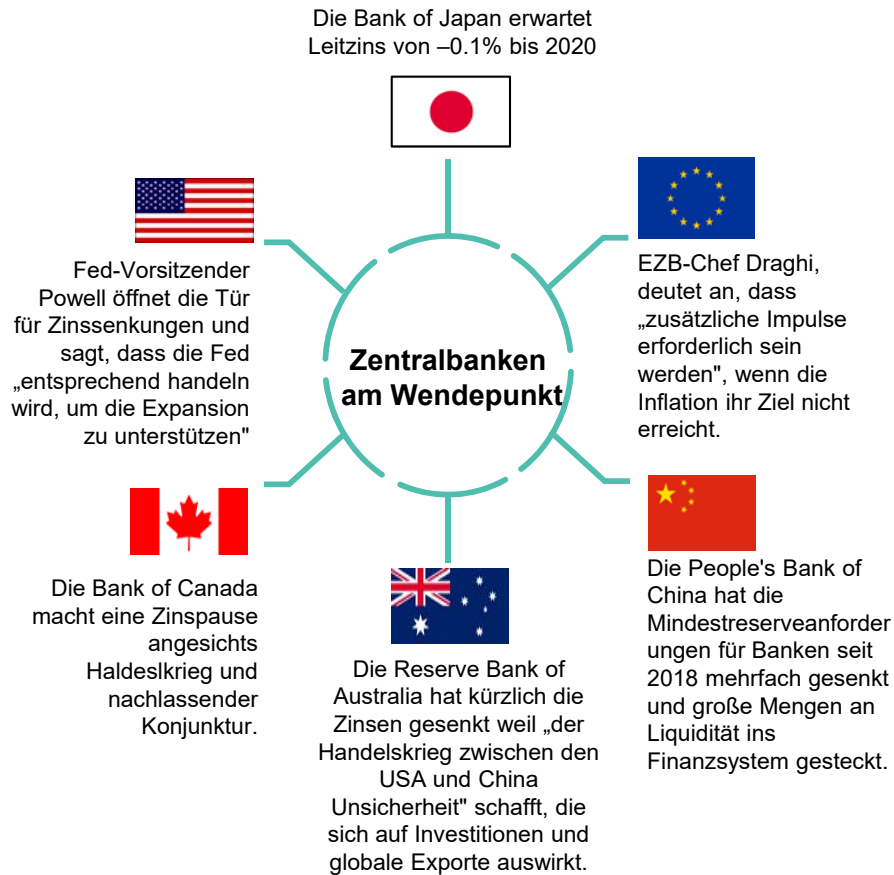 Die Bank of Japan erwartet
Leitzins von –0.1% bis 2020
Fed-Vorsitzender
Powell öffnet die Tür
für Zinssenkungen und
sagt, dass die Fed
„entsprechend handeln
wird, um die Expansion
zu unterstützen"
EZB-Chef Draghi,
deutet an, dass
„zusätzliche Impulse
erforderlich sein
werden", wenn die
Inflation ihr Ziel nicht
erreicht.
Zentralbanken
am Wendepunkt
Die Bank of Canada
macht eine Zinspause
angesichts
Haldeslkrieg und
nachlassender
Konjunktur.
Die Reserve Bank of
Australia hat kürzlich die
Zinsen gesenkt weil „der
Handelskrieg zwischen den
USA und China
Unsicherheit" schafft, die
sich auf Investitionen und
globale Exporte auswirkt.
Die People's Bank of
China hat die
Mindestreserveanforder
ungen für Banken seit
2018 mehrfach gesenkt
und große Mengen an
Liquidität ins
Finanzsystem gesteckt.